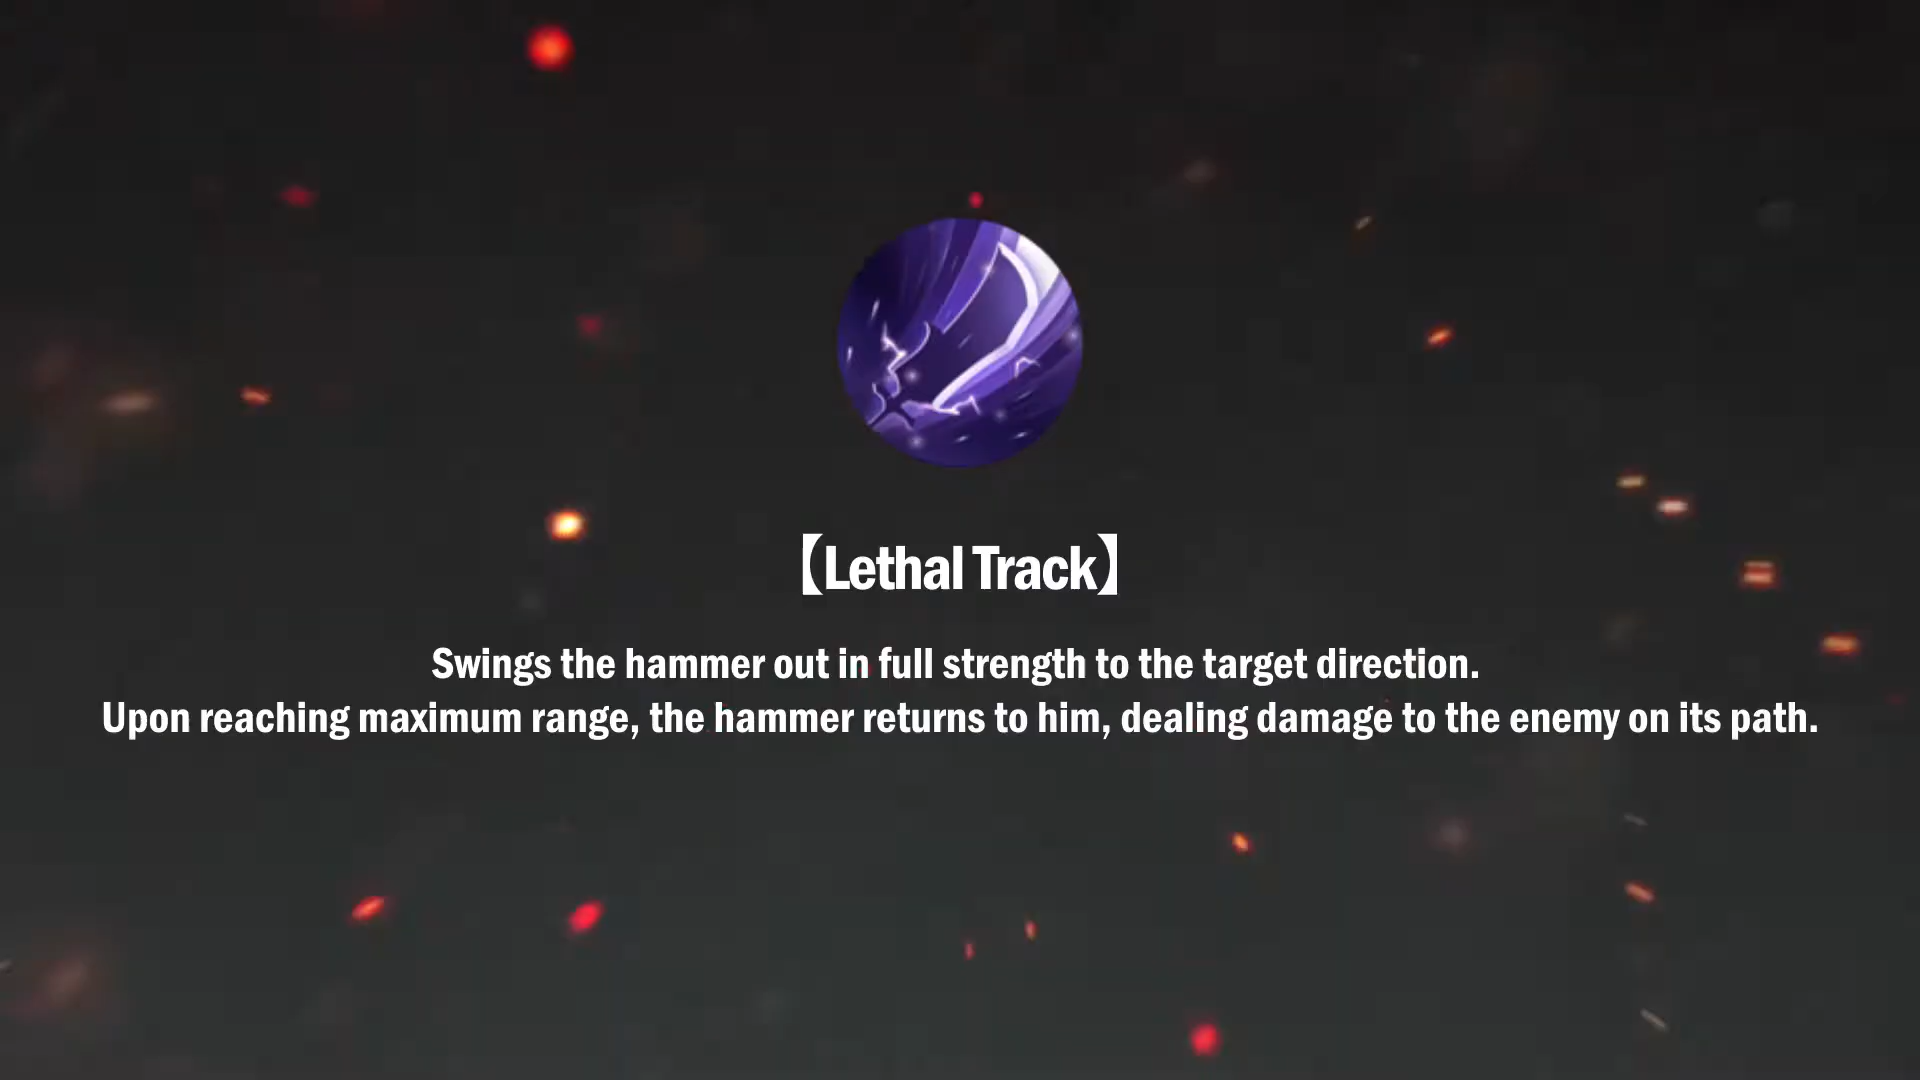 【Lethal Track】
Swings the hammer out in full strength to the target direction.
Upon reaching maximum range, the hammer returns to him, dealing damage to the enemy on its path.